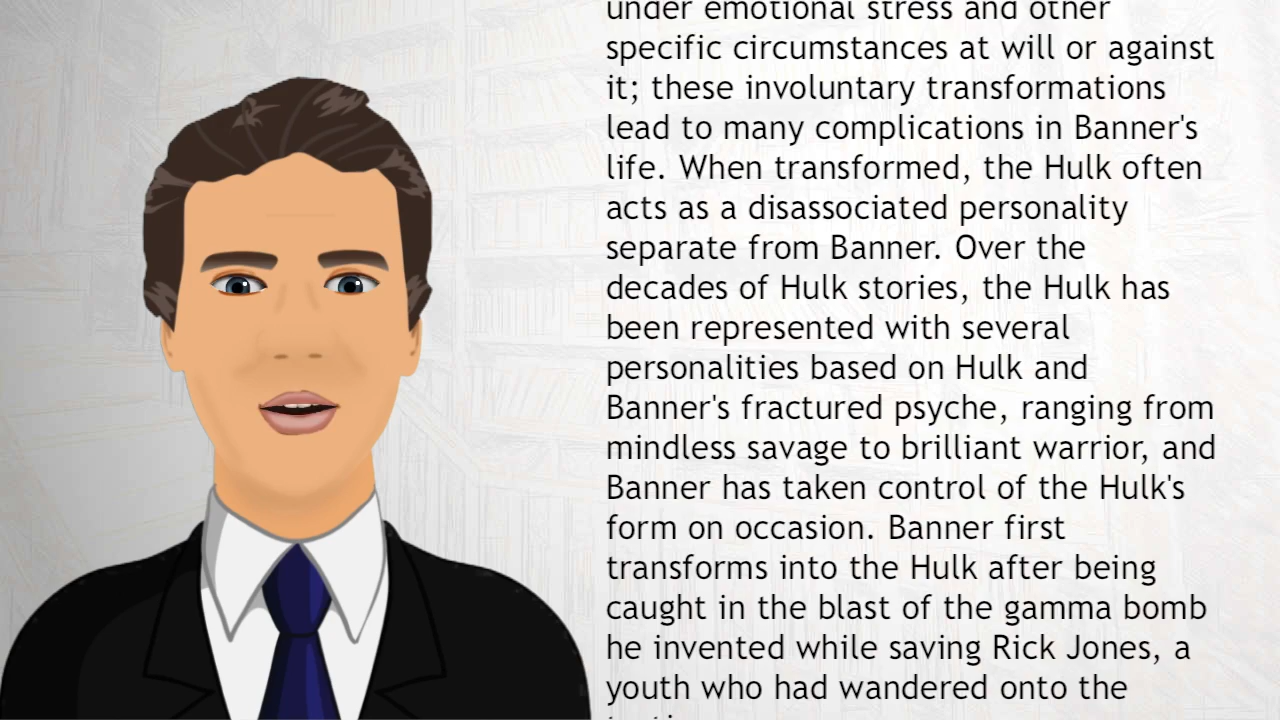 under emotional stress and other
specific circumstances at will or against
it; these involuntary transformations
lead to many complications in Banner's
life. When transformed, the Hulk often
acts as a disassociated personality
separate from Banner. Over the
decades of Hulk stories, the Hulk has
been represented with several
personalities based on Hulk and
Banner's fractured psyche, ranging from
mindless savage to brilliant warrior, and
Banner has taken control of the Hulk's
form on occasion. Banner first
transforms into the Hulk after being
caught in the blast of the gamma bomb
he invented while saving Rick Jones, a
youth who had wandered onto the